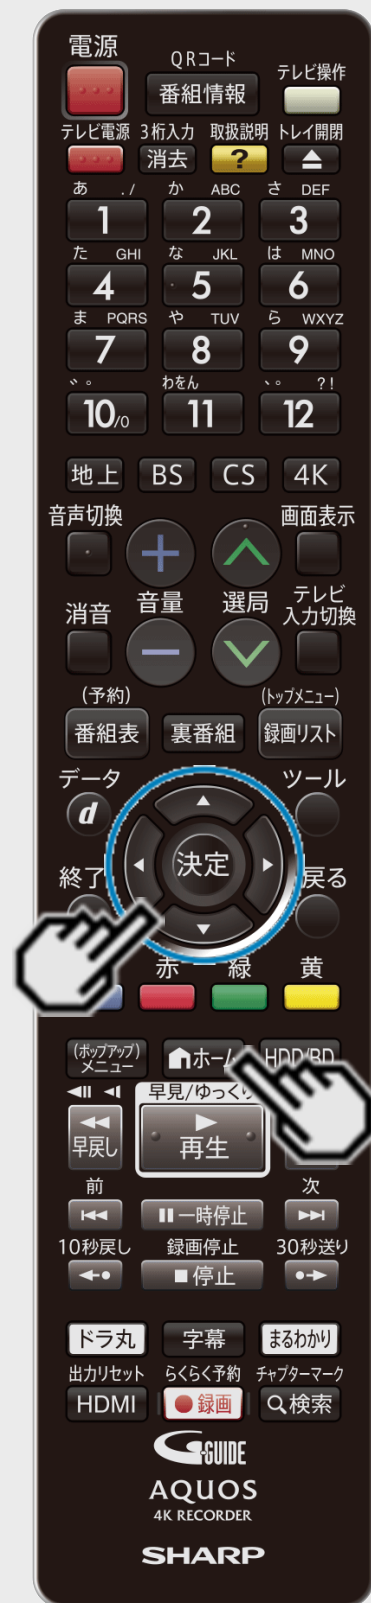 電源
QRコード
番組情報
テレビ操作
テレビ電源 3桁入力 取扱説明 トレイ開閉
消去 ?
あ ./ か ABC さ DEF
1 2 3
た GHI な JKL は MNO
4 5 6
ま PQRS や TUV ら WXYZ
7 8 9
゛゜ わをん 、。 ?!
10/0 11 12
地上 BS CS 4K
音声切換 画面表示
+
消音 音量 選局 テレビ
入力切換
(予約) (トップメニュー)
番組表 裏番組 録画リスト
データ ツール
d
決定
終了 戻る
赤 緑 黄
(ポップアップ)
メニュー ホーム HDD/BD
早見/ゆっくり
早戻し 再生
前 次
一時停止
10秒戻し 録画停止 30秒送り
停止
ドラ丸 字幕 まるわかり
出力リセット らくらく予約 チャプターマーク
HDMI 録画 検索
G-GUIDE
AQUOS
4K RECORDER
SHARP